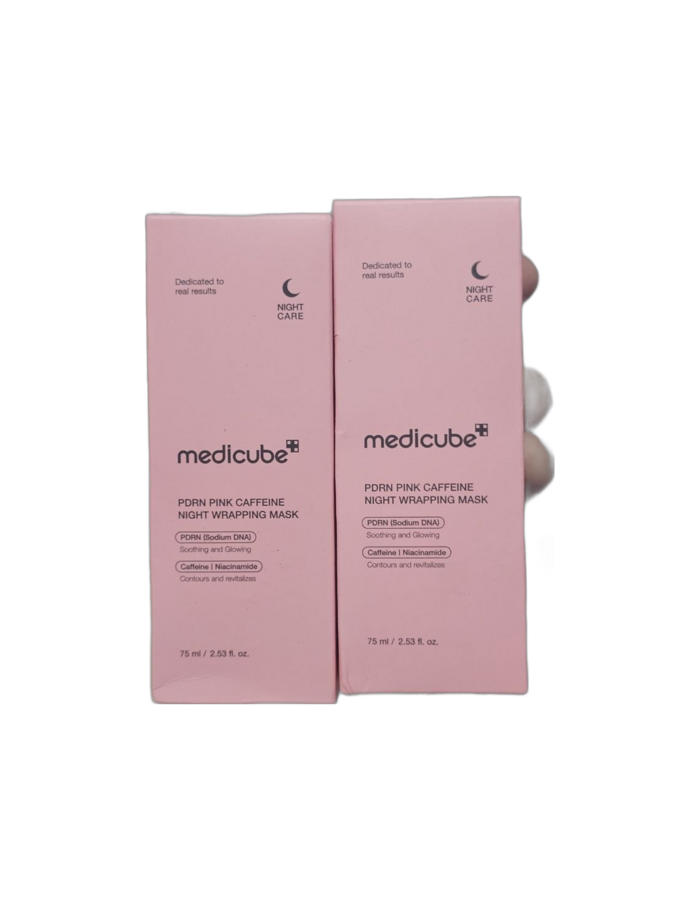 Dedicated to
real results
NIGHT
CARE
medicube
PDRN PINK CAFFEINE
NIGHT WRAPPING MASK
PDRN (Sodium DNA)
Soothing and Glowing
Caffeine | Niacinamide
Contours and revitalizes
75 ml / 2.53 fl. oz.
Dedicated to
real results
NIGHT
CARE
medicube
PDRN PINK CAFFEINE
NIGHT WRAPPING MASK
PDRN (Sodium DNA)
Soothing and Glowing
Caffeine | Niacinamide
Contours and revitalizes
75 ml / 2.53 fl. oz.